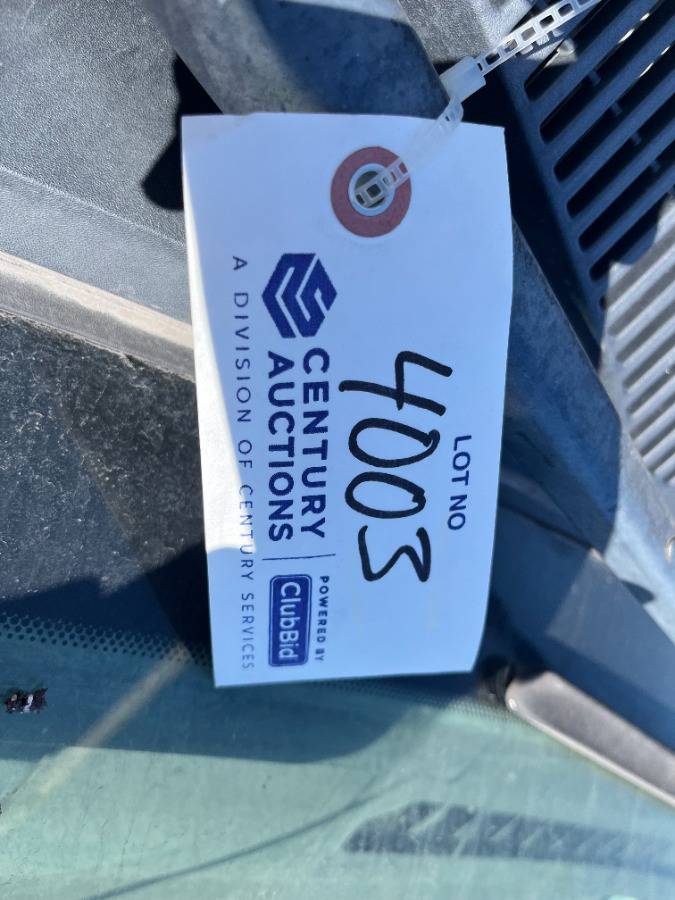 LOT NO
4003
CENTURY
AUCTIONS
POWERED BY
ClubBid
A DIVISION OF CENTURY SERVICES